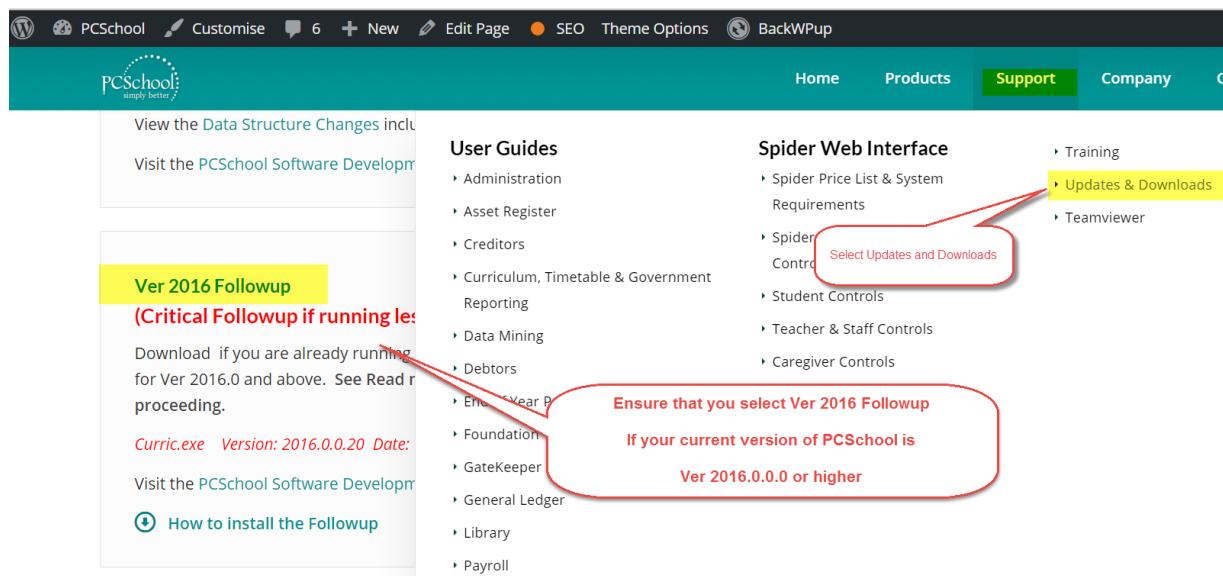 PCSchool Customise 6 New Edit Page SEO Theme Options BackWPup
PCSchool
simply better
Home Products Support Company
View the Data Structure Changes
Visit the PCSchool Software
Ver 2016 Followup
(Critical Followup if running
Download if you are already running
for Ver 2016.0 and above. See Read
proceeding.
Curric.exe Version: 2016.0.0.20 Date:
Visit the PCSchool Software
How to install the Followup
User Guides
Administration
Asset Register
Creditors
Curriculum, Timetable & Government
Reporting
Data Mining
Debtors
End of Year
Foundation
GateKeeper
General Ledger
Library
Payroll
Spider Web Interface
Spider Price List & System
Requirements
Spider
Student Controls
Teacher & Staff Controls
Caregiver Controls
Training
Updates & Downloads
Teamviewer
Select Updates and Downloads
Ensure that you select Ver 2016 Followup
If your current version of PCSchool is
Ver 2016.0.0.0 or higher